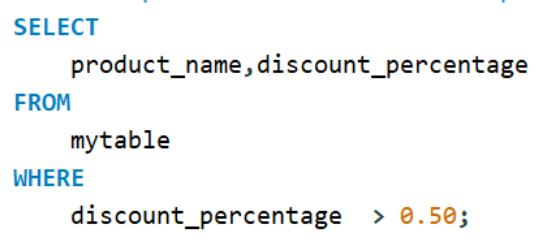 SELECT
product_name,discount_percentage
FROM
mytable
WHERE
discount_percentage > 0.50;